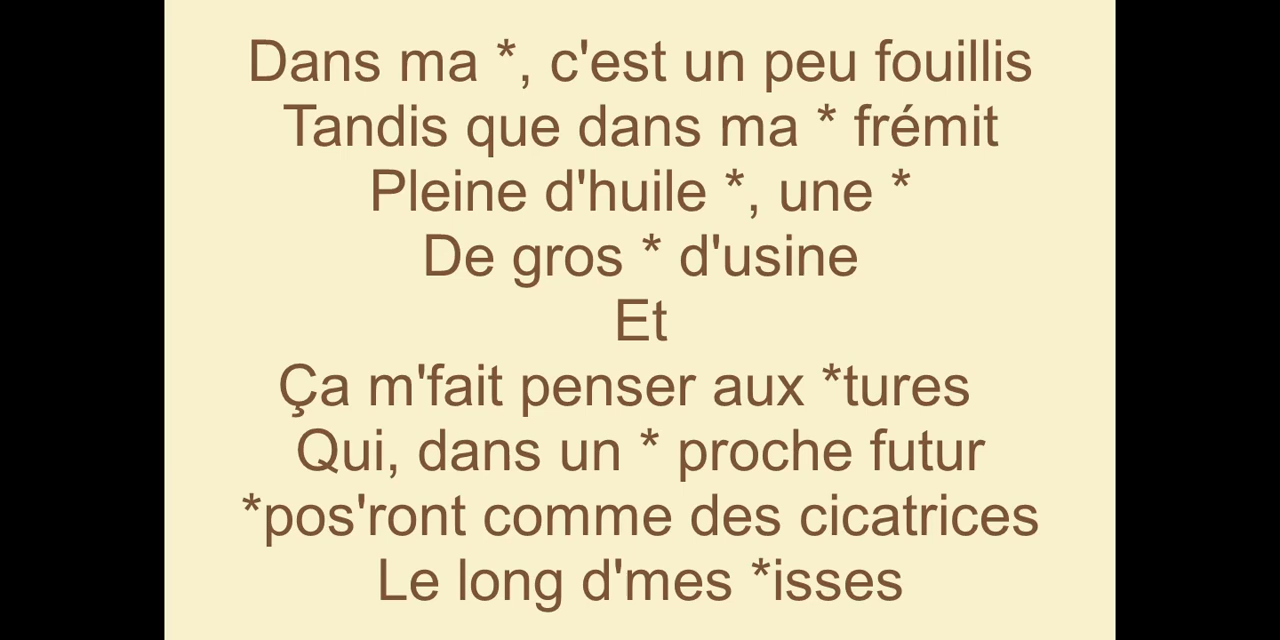 Dans ma *, c'est un peu fouillis
Tandis que dans ma * frémit
Pleine d'huile *, une *
De gros * d'usine
Et
Ça m'fait penser aux *tures
Qui, dans un * proche futur
*pos'ront comme des cicatrices
Le long d'mes *isses